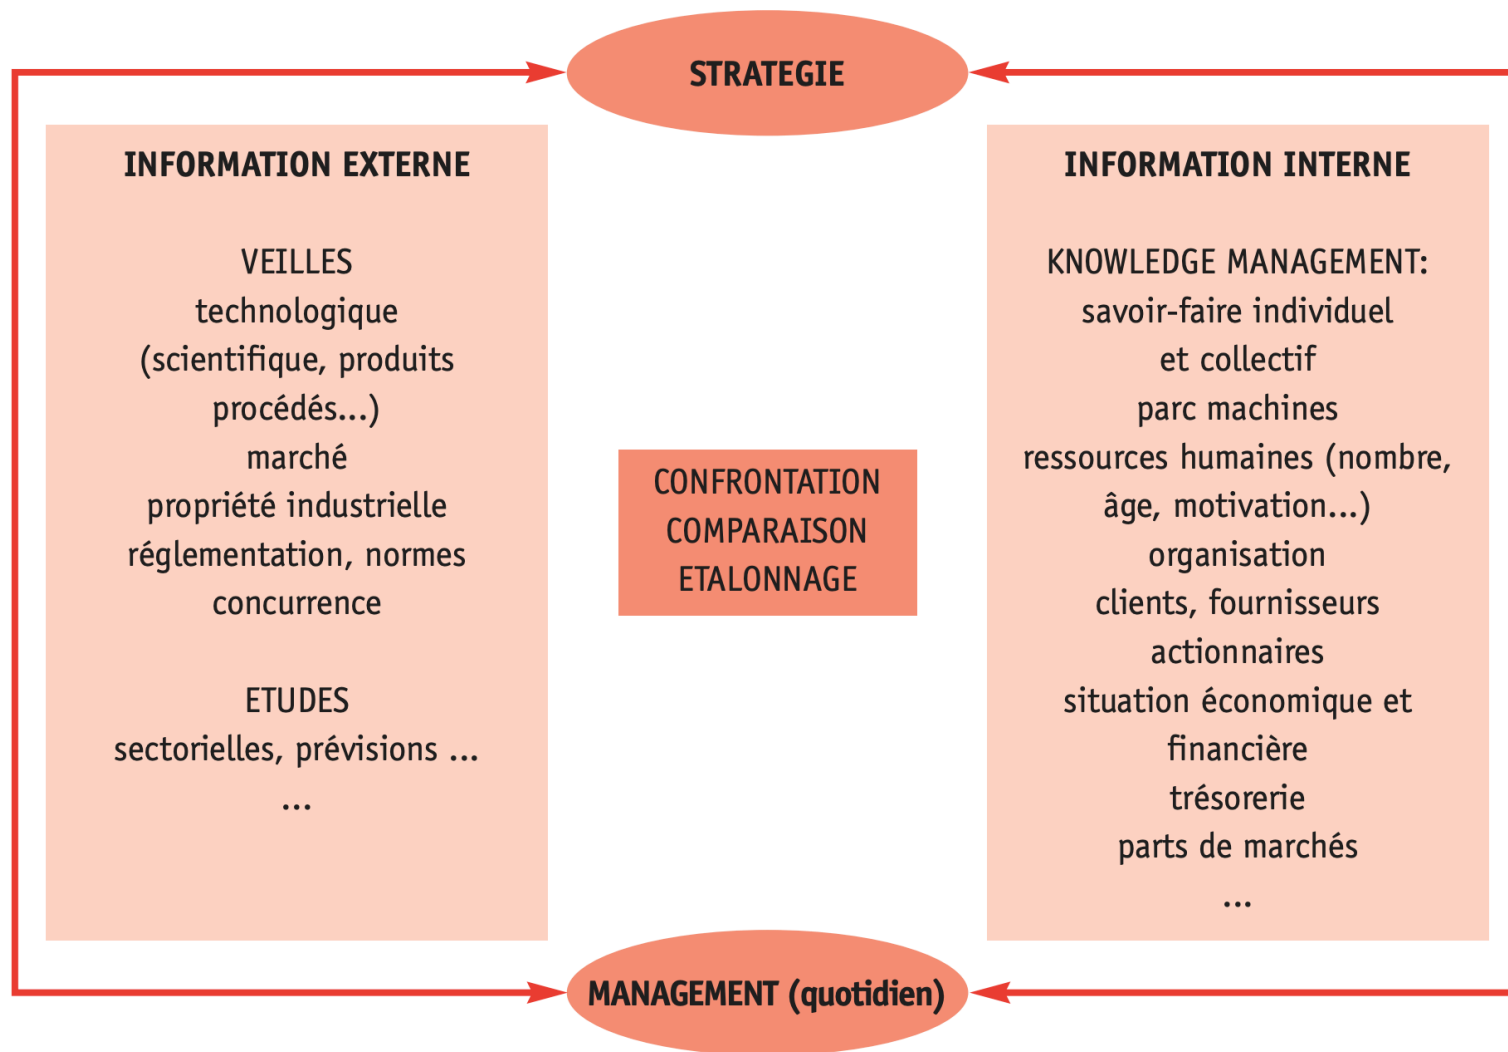 STRATEGIE
INFORMATION EXTERNE
VEILLES
technologique
(scientifique, produits
procédés...)
marché
propriété industrielle
réglementation, normes
concurrence
ETUDES
sectorielles, prévisions ...
...
CONFRONTATION
COMPARAISON
ETALONNAGE
INFORMATION INTERNE
KNOWLEDGE MANAGEMENT:
savoir-faire individuel
et collectif
parc machines
ressources humaines (nombre,
âge, motivation...)
organisation
clients, fournisseurs
actionnaires
situation économique et
financière
trésorerie
parts de marchés
...
MANAGEMENT (quotidien)